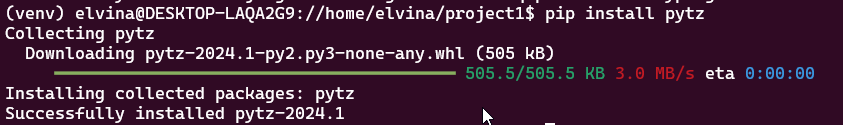 (venv) elvina@DESKTOP-LAQA2G9://home/elvina/project1$ pip install pytz
Collecting pytz
  Downloading pytz-2024.1-py2.py3-none-any.whl (505 kB)
     ━━━━━━━━━━━━━━━━━━━━━━━━━━━━━━━━━━━━━━━━ 505.5/505.5 KB 3.0 MB/s eta 0:00:00
Installing collected packages: pytz
Successfully installed pytz-2024.1